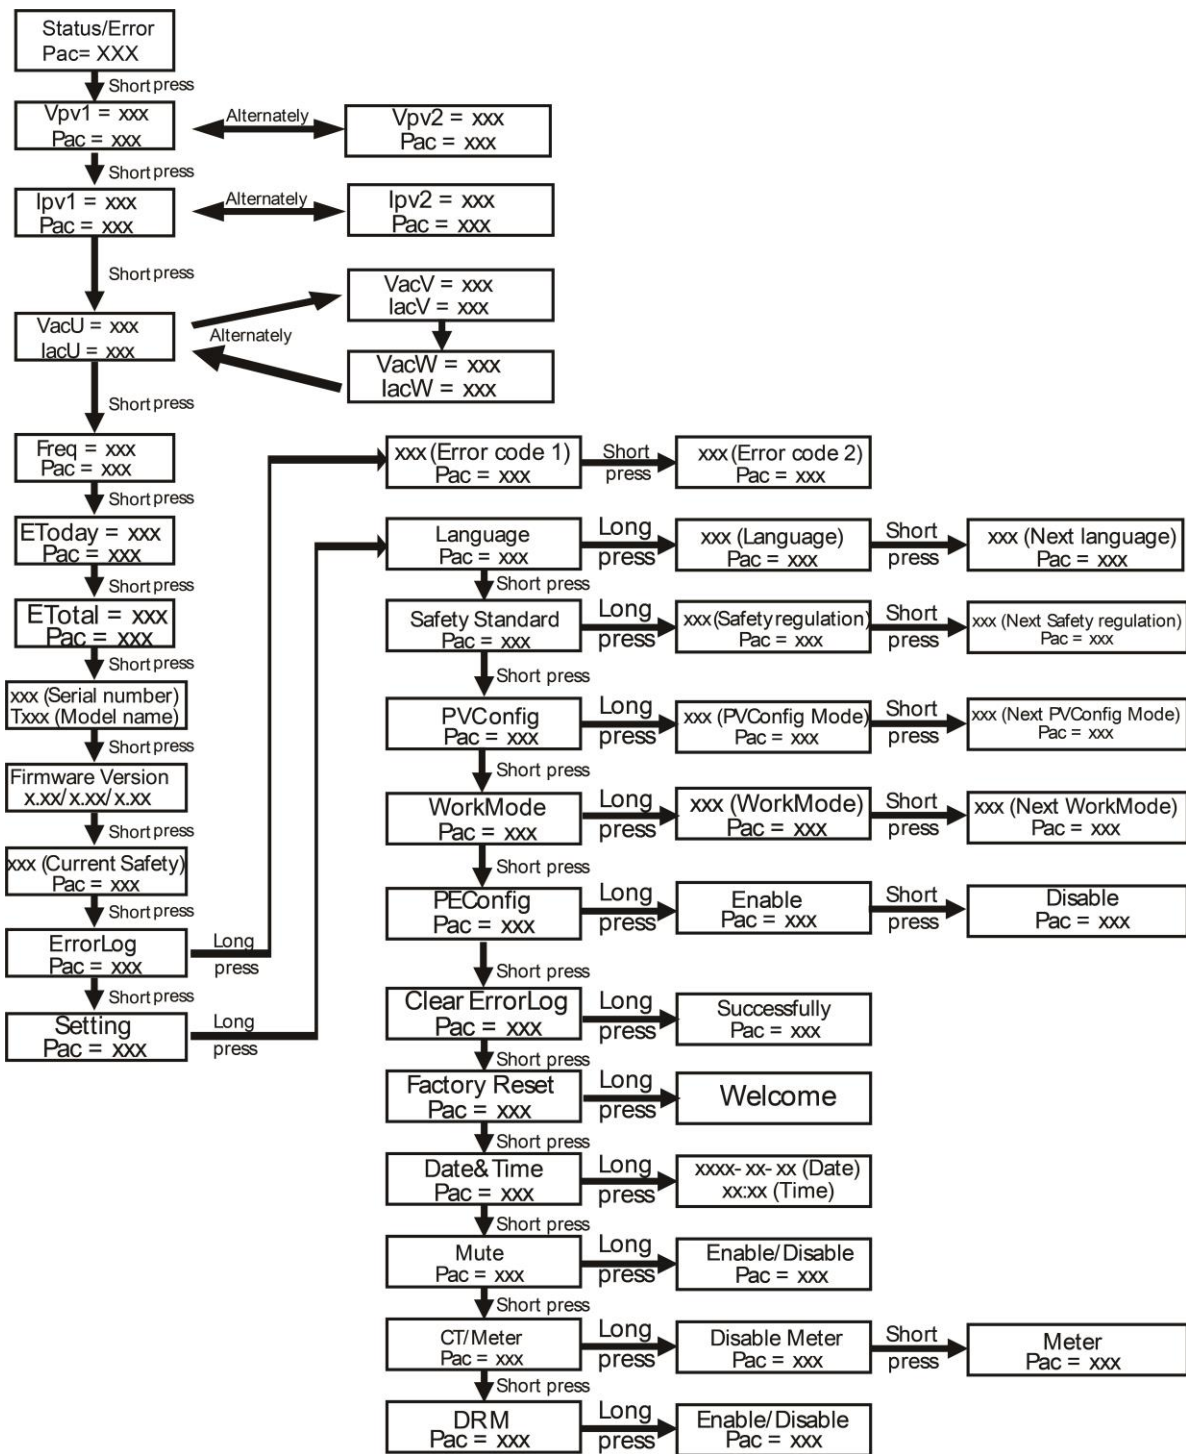 Status/Error
Pac= XXX
Short press
Vpv1 = xxx
Pac = xxx
Alternately
Vpv2 = xxx
Pac = xxx
Short press
Ipv1 = xxx
Pac = xxx
Alternately
Ipv2 = xxx
Pac = xxx
Short press
VacU = xxx
IacU = xxx
Alternately
VacV = xxx
IacV = xxx
VacW = xxx
IacW = xxx
Short press
Freq = xxx
Pac = xxx
Short press
EToday = xxx
Pac = xxx
Short press
ETotal = xxx
Pac = xxx
Short press
xxx (Serial number)
Txxx (Model name)
Short press
Firmware Version
x.xx/x.xx/x.xx
Short press
xxx (Current Safety)
Pac = xxx
Short press
ErrorLog
Pac = xxx
Long
press
Short press
Setting
Pac = xxx
Long
press
xxx (Error code 1)
Pac = xxx
Short
press
xxx (Error code 2)
Pac = xxx
Language
Pac = xxx
Long
press
xxx (Language)
Pac = xxx
Short
press
xxx (Next language)
Pac = xxx
Short press
Safety Standard
Pac = xxx
Long
press
xxx (Safety regulation)
Pac = xxx
Short
press
xxx (Next Safety regulation)
Pac = xxx
Short press
PVConfig
Pac = xxx
Long
press
xxx (PVConfig Mode)
Pac = xxx
Short
press
xxx (Next PVConfig Mode)
Pac = xxx
Short press
WorkMode
Pac = xxx
Long
press
xxx (WorkMode)
Pac = xxx
Short
press
xxx (Next WorkMode)
Pac = xxx
Short press
PEConfig
Pac = xxx
Long
press
Enable
Pac = xxx
Short
press
Disable
Pac = xxx
Short press
Clear ErrorLog
Pac = xxx
Long
press
Successfully
Pac = xxx
Short press
Factory Reset
Pac = xxx
Long
press
Welcome
Short press
Date&Time
Pac = xxx
Long
press
xxxx-xx-xx (Date)
xx:xx (Time)
Short press
Mute
Pac = xxx
Long
press
Enable/Disable
Pac = xxx
Short press
CT/Meter
Pac = xxx
Long
press
Disable Meter
Pac = xxx
Short
press
Meter
Pac = xxx
Short press
DRM
Pac = xxx
Long
press
Enable/Disable
Pac = xxx